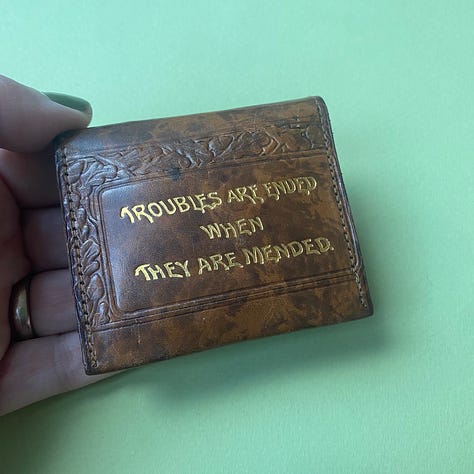 TROUBLES ARE ENDED
WHEN
THEY ARE MENDED.